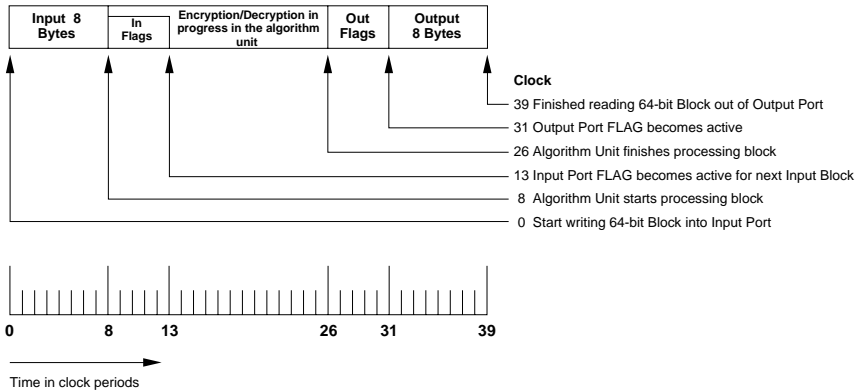 Input 8
Bytes
In
Flags
Encryption/Decryption in
progress in the algorithm
unit
Out
Flags
Output
8 Bytes
Clock
39 Finished reading 64-bit Block out of Output Port
31 Output Port FLAG becomes active
26 Algorithm Unit finishes processing block
13 Input Port FLAG becomes active for next Input Block
8 Algorithm Unit starts processing block
0 Start writing 64-bit Block into Input Port
0 8 13 26 31 39
Time in clock periods